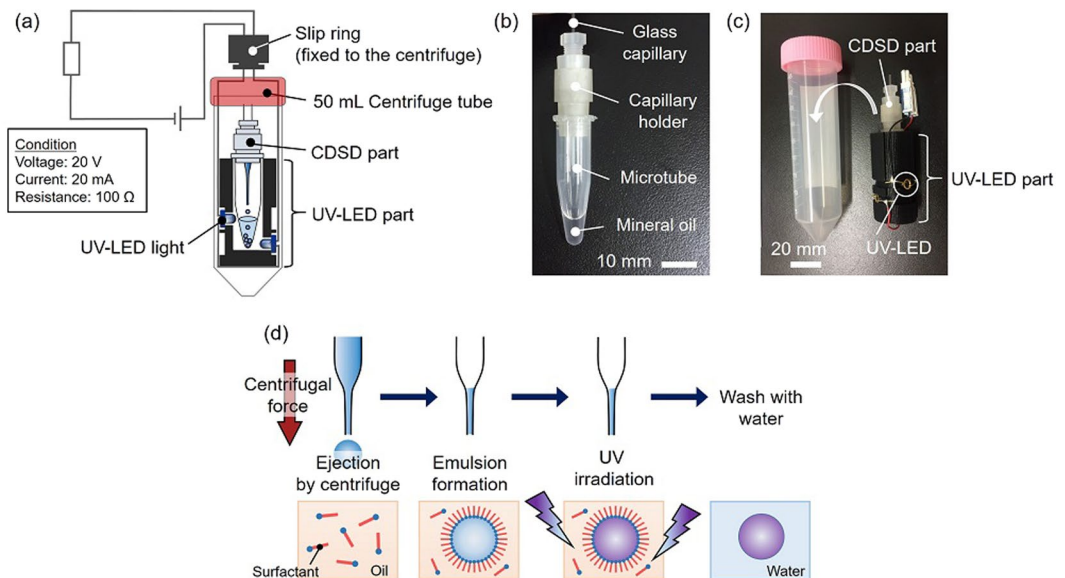 (a)
Slip ring
(fixed to the centrifuge)
50 mL Centrifuge tube
CDSD part
UV-LED part
UV-LED light
Condition
Voltage: 20 V
Current: 20 mA
Resistance: 100 Ω
(b)
Glass
capillary
Capillary
holder
Microtube
Mineral oil
10 mm
(c)
CDSD part
UV-LED part
UV-LED
20 mm
(d)
Centrifugal
force
Ejection
by centrifuge
Emulsion
formation
UV
irradiation
Wash with
water
Surfactant
Oil
Water